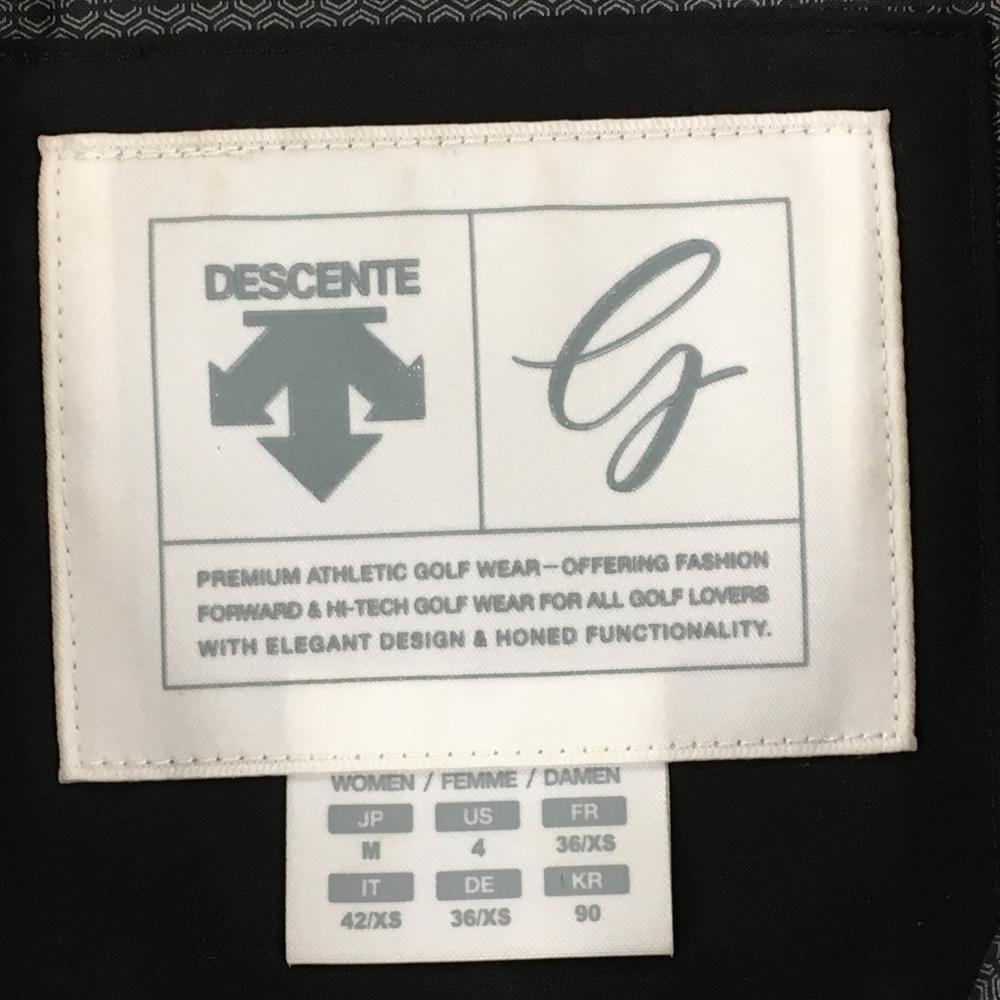 DESCENTE
G
PREMIUM ATHLETIC GOLF WEAR—OFFERING FASHION
FORWARD & HI-TECH GOLF WEAR FOR ALL GOLF LOVERS
WITH ELEGANT DESIGN & HONED FUNCTIONALITY.
WOMEN / FEMME / DAMEN
JP US FR
M 4 36/XS
IT DE KR
42/XS 36/XS 90